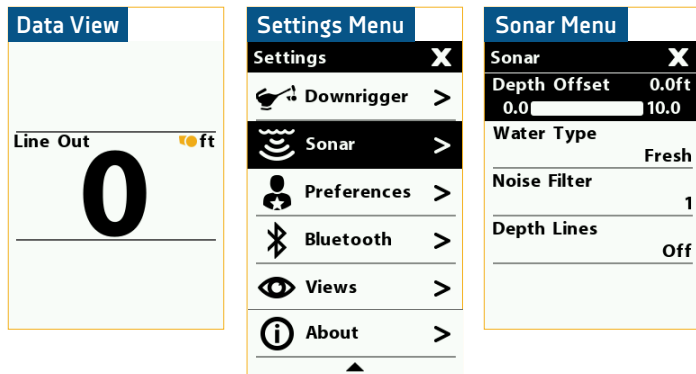 Data View
Line Out ft
0
Settings Menu
Settings X
Downrigger >
Sonar >
Preferences >
Bluetooth >
Views >
About >
Sonar Menu
Sonar X
Depth Offset 0.0ft
0.0 10.0
Water Type
Fresh
Noise Filter
1
Depth Lines
Off